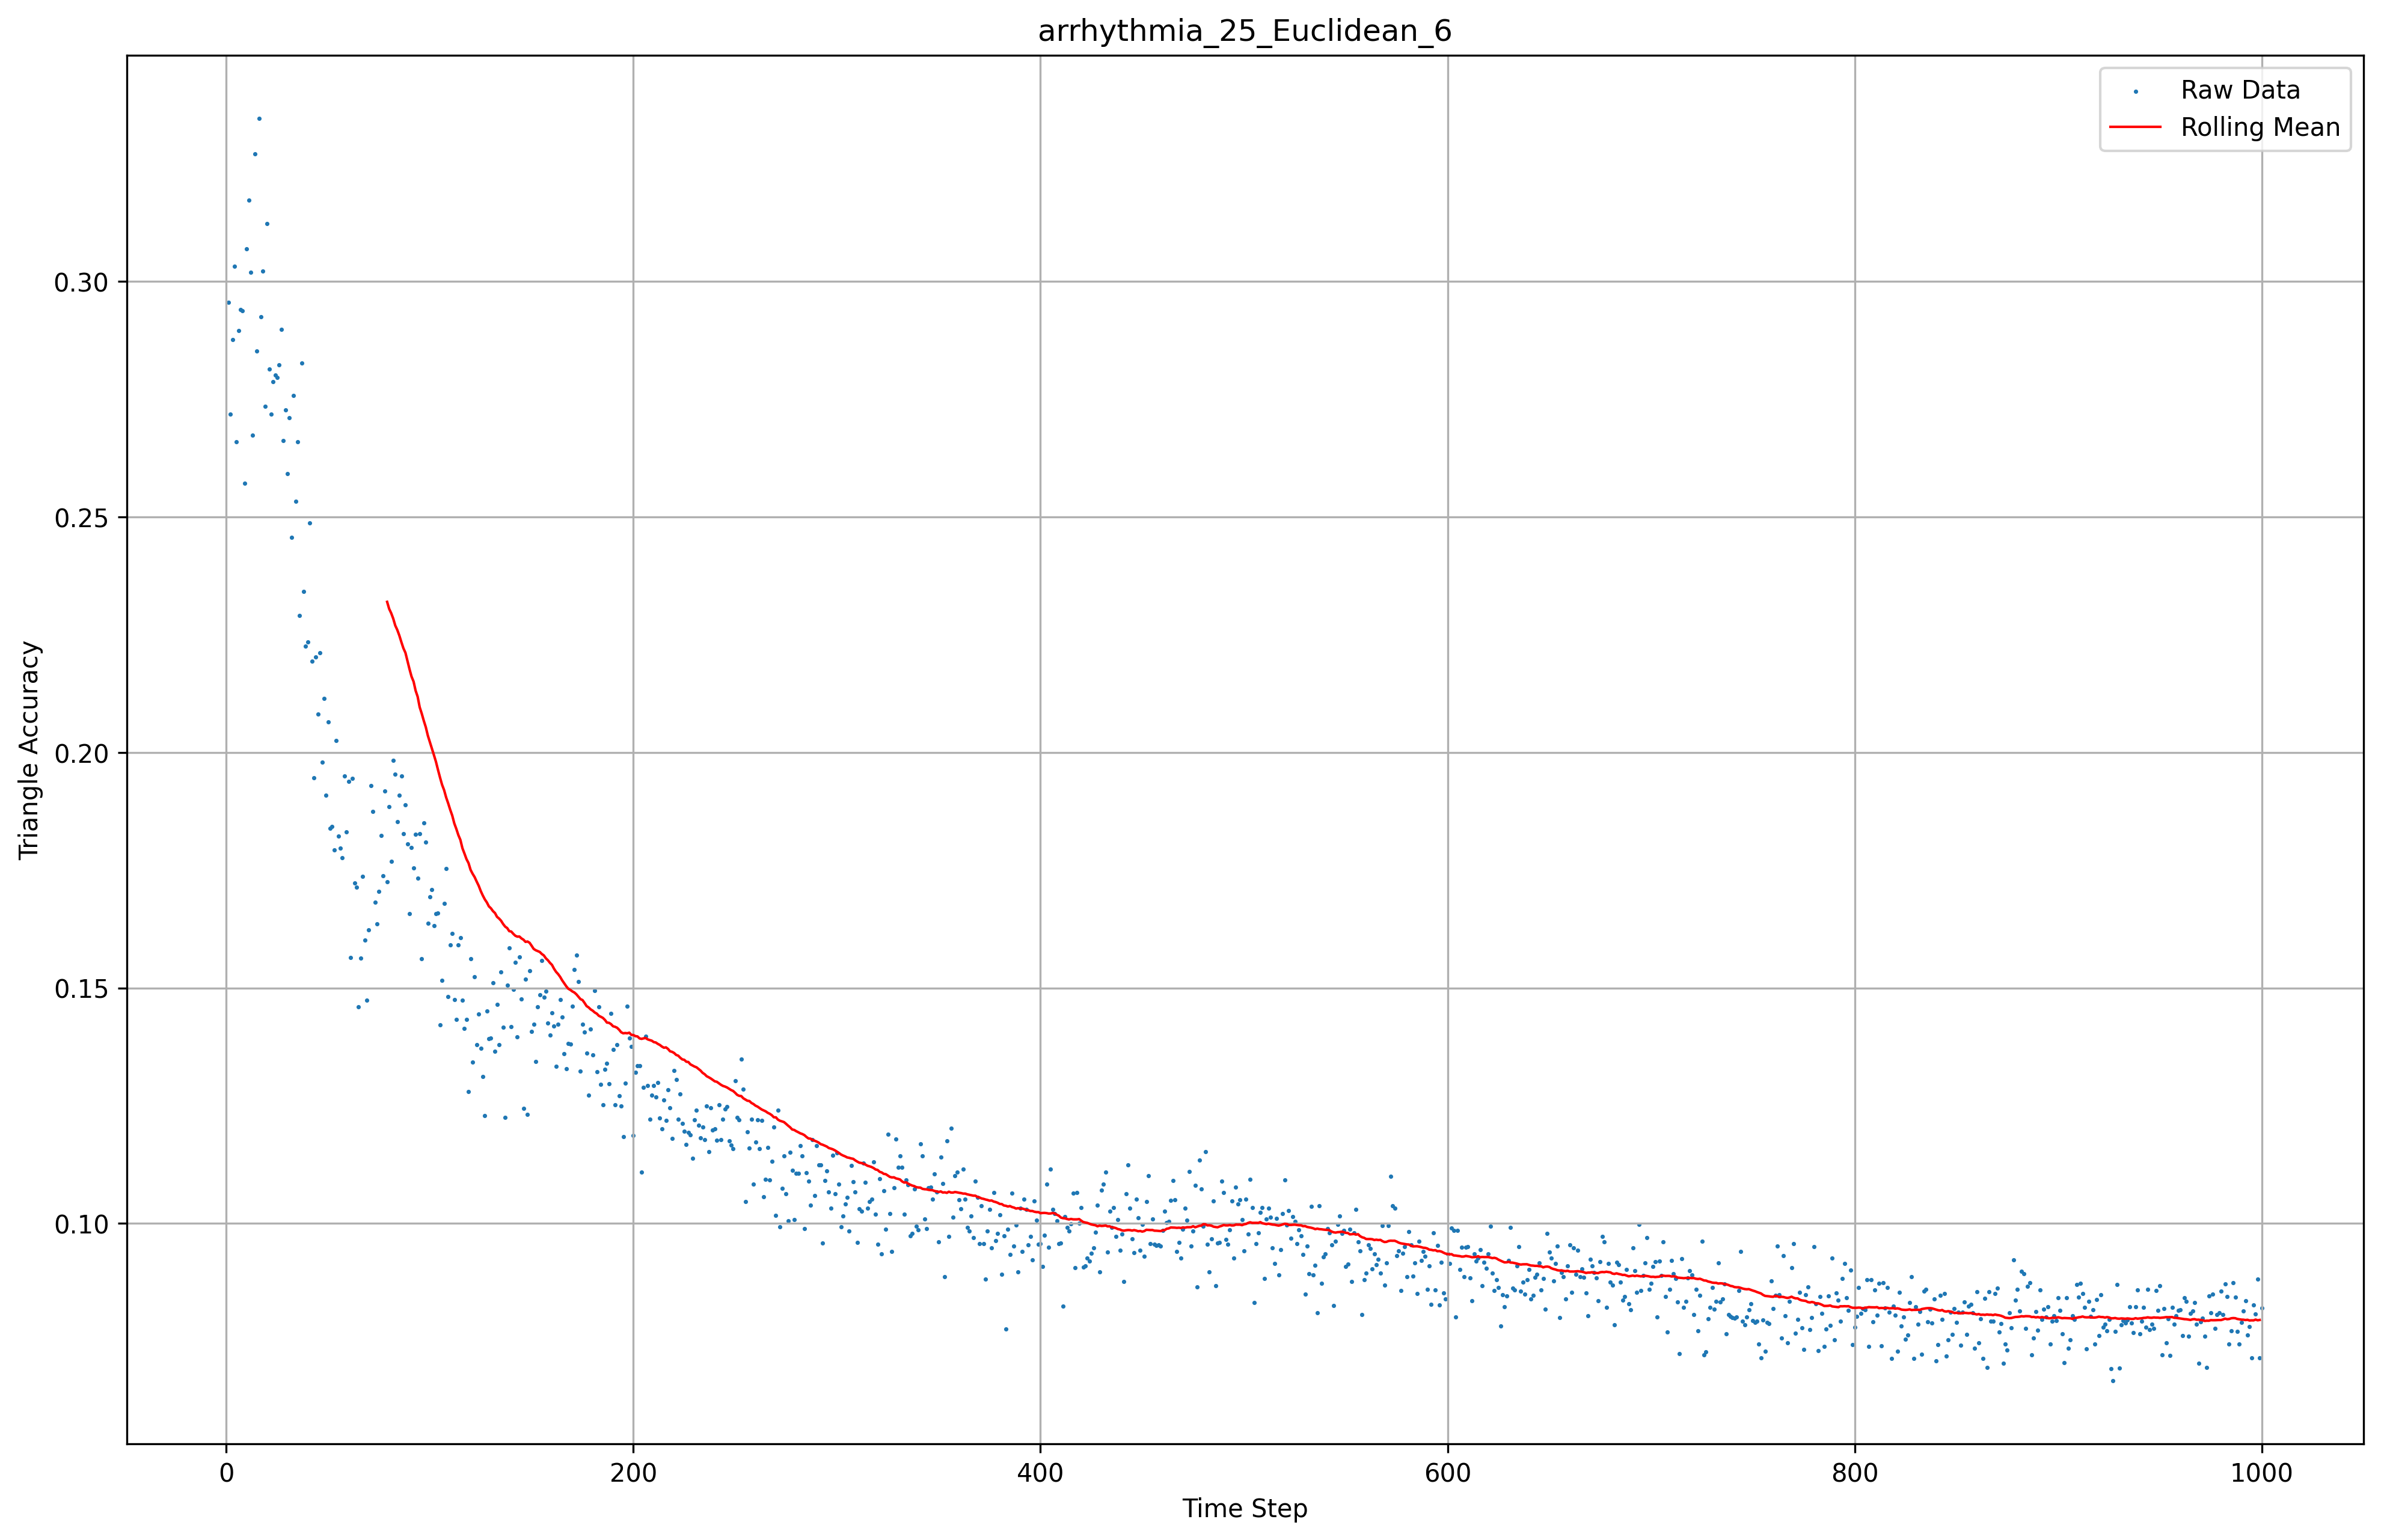 arrhythmia_25_Euclidean_6
Raw Data
Rolling Mean
Triangle Accuracy
0.30
0.25
0.20
0.15
0.10
0 200 400 600 800 1000
Time Step